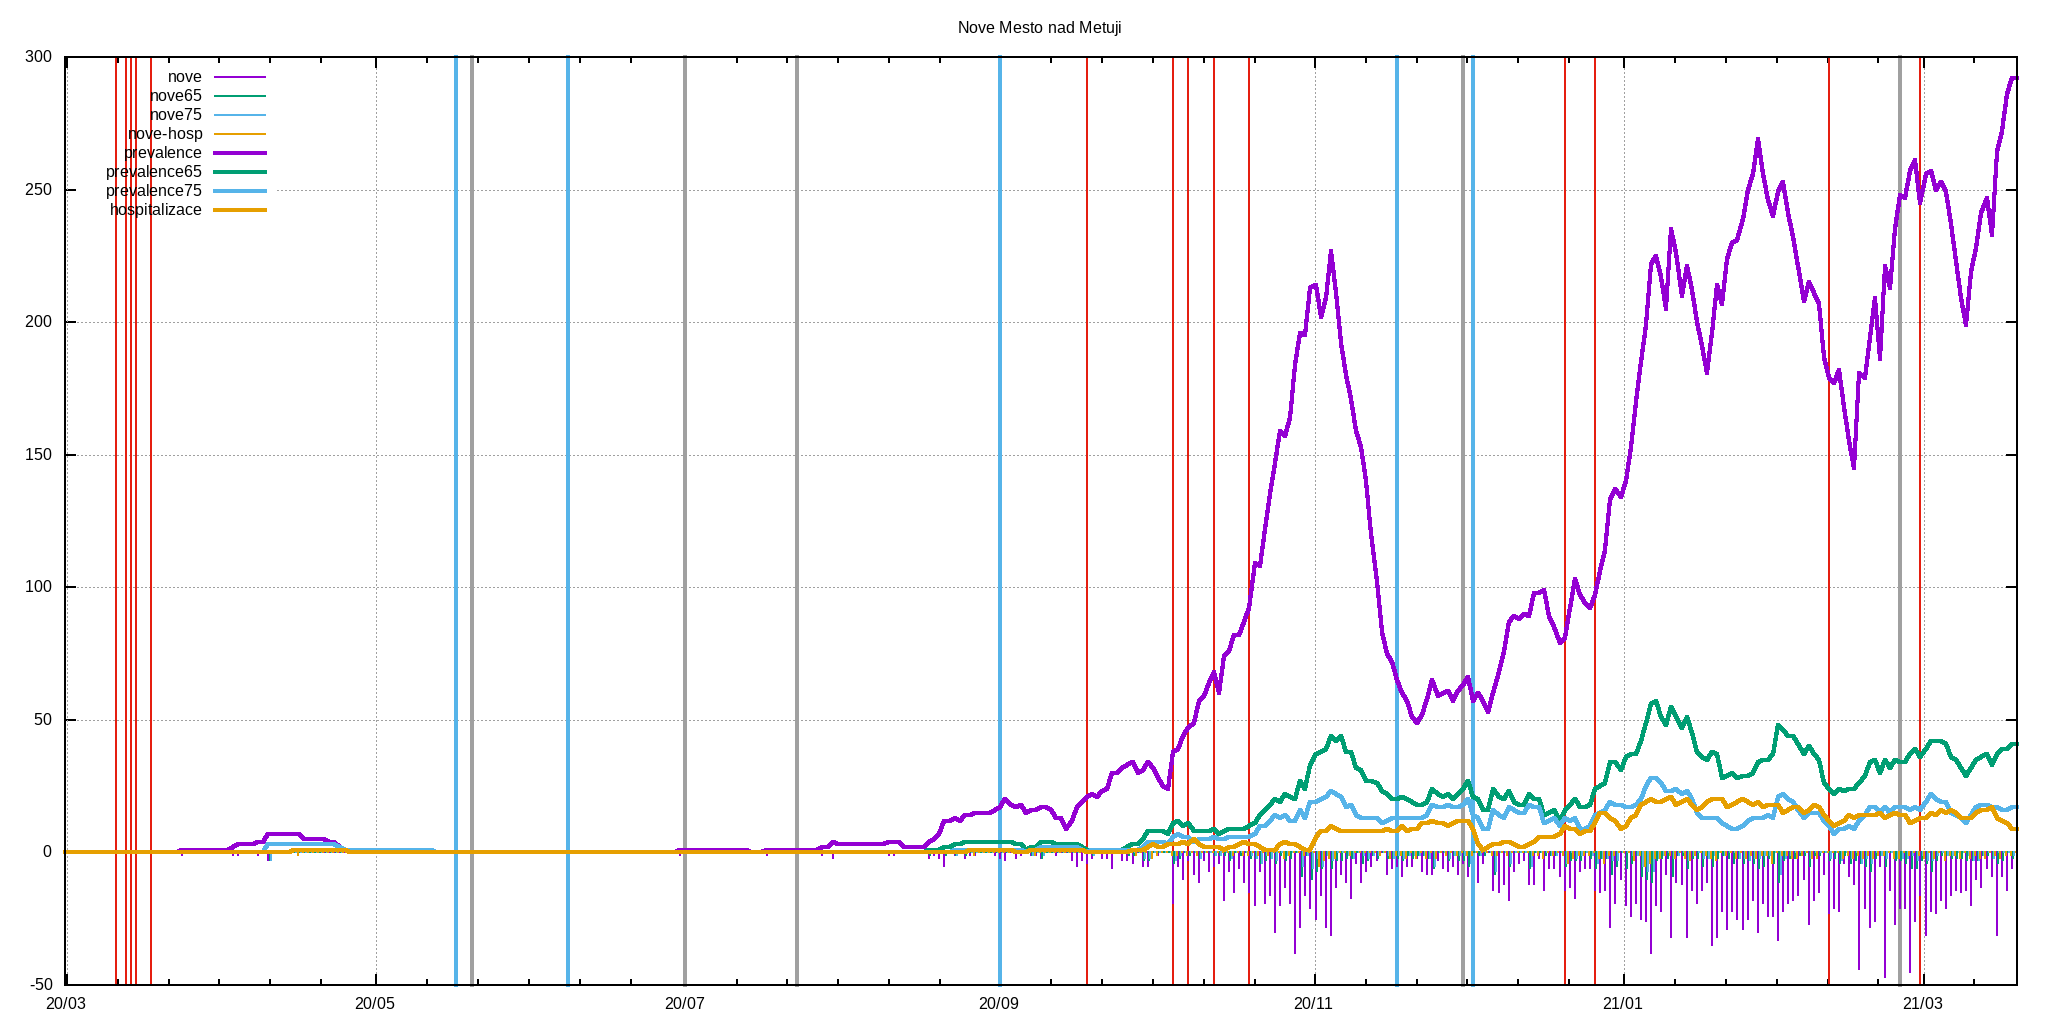 Nove Mesto nad Metuji
300
250
200
150
100
50
0
-50
nove
nove65
nove75
nove-hosp
prevalence
prevalence65
prevalence75
hospitalizace
20/03 20/05 20/07 20/09 20/11 21/01 21/03